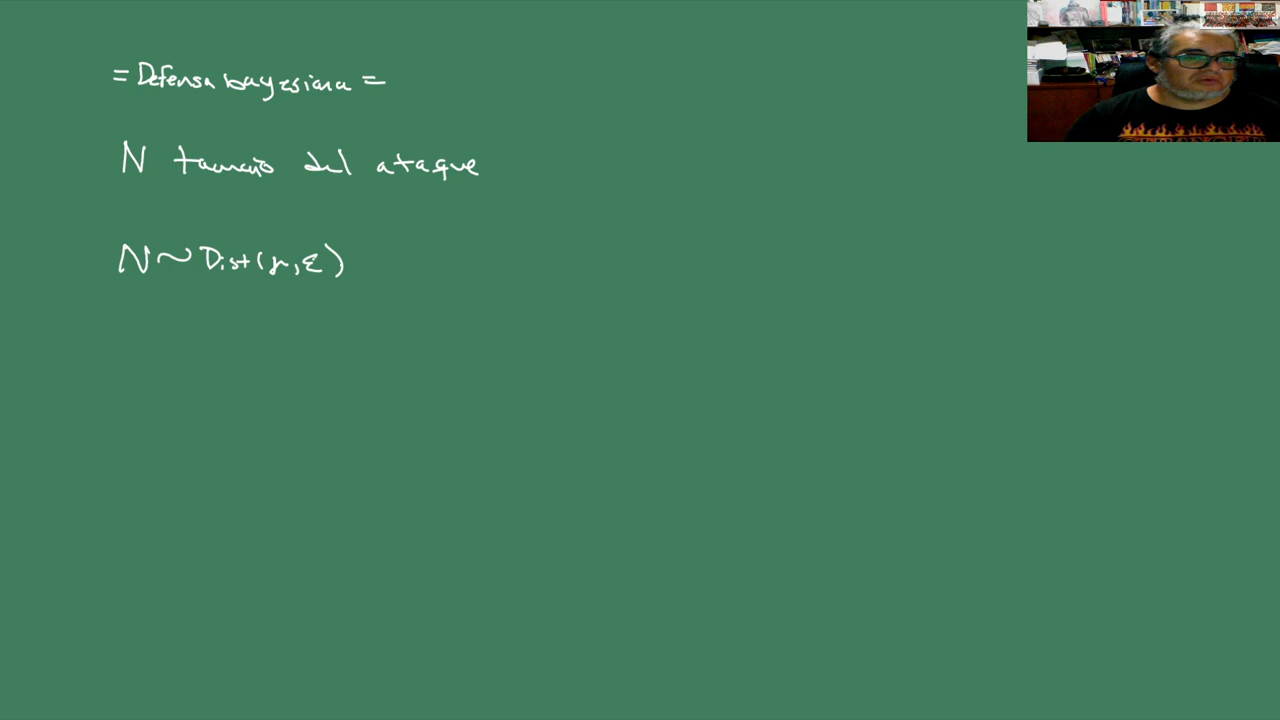 = Defensa bayesiana =
N tamaño del ataque
N ~ Dist(μ, Σ)